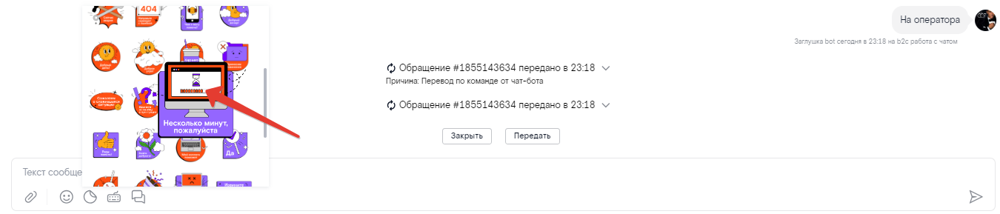 404
На оператора
Заглушка bot сегодня в 23:18 на b2c работа с чатом
Обращение #1855143634 передано в 23:18
Причина: Перевод по команде от чат-бота
Обращение #1855143634 передано в 23:18
Несколько минут,
пожалуйста
Да
Закрыть
Передать
Текст сообще